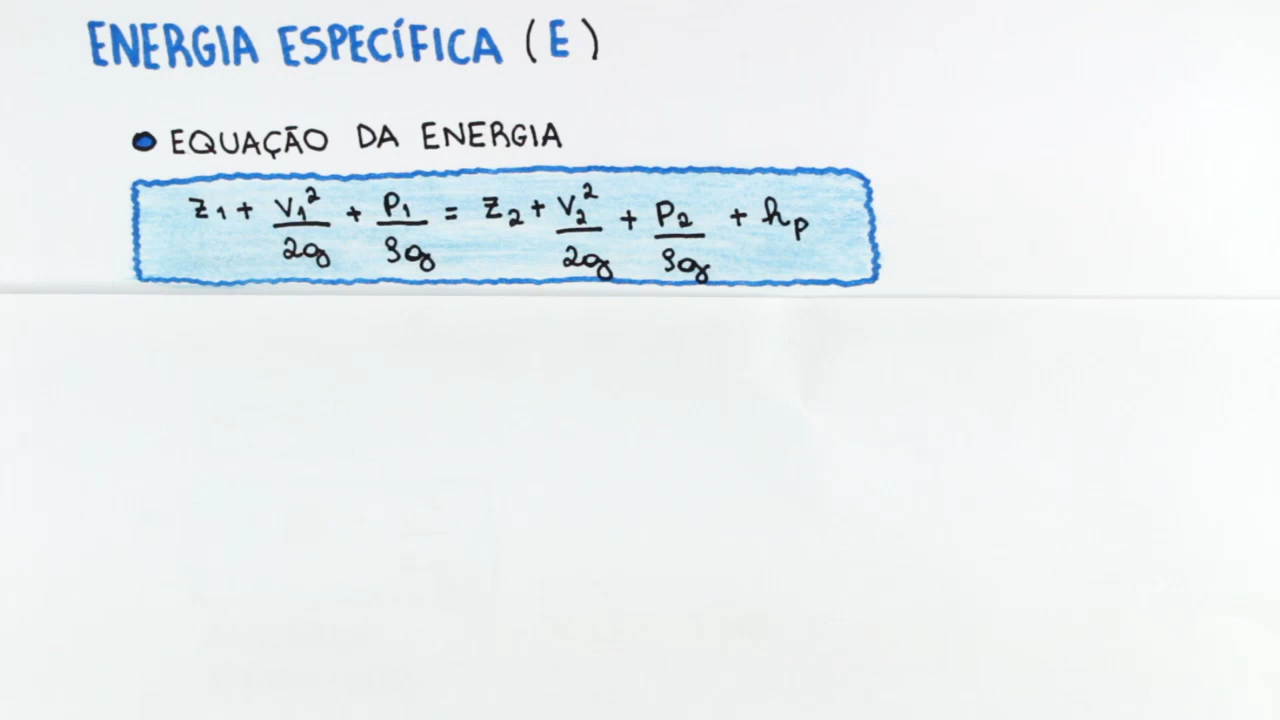 ENERGIA ESPECÍFICA (E)
● EQUAÇÃO DA ENERGIA
z₁ + V₁²/2g + P₁/ρg = z₂ + V₂²/2g + P₂/ρg + hₚ